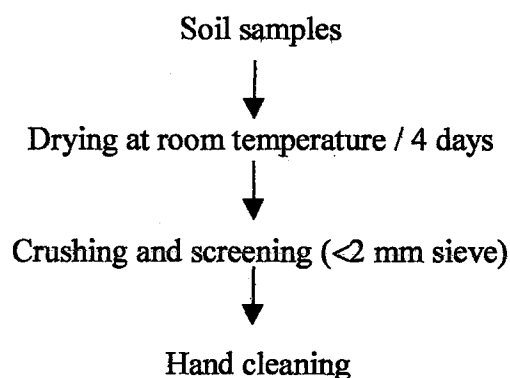 Soil samples
Drying at room temperature / 4 days
Crushing and screening (<2 mm sieve)
Hand cleaning